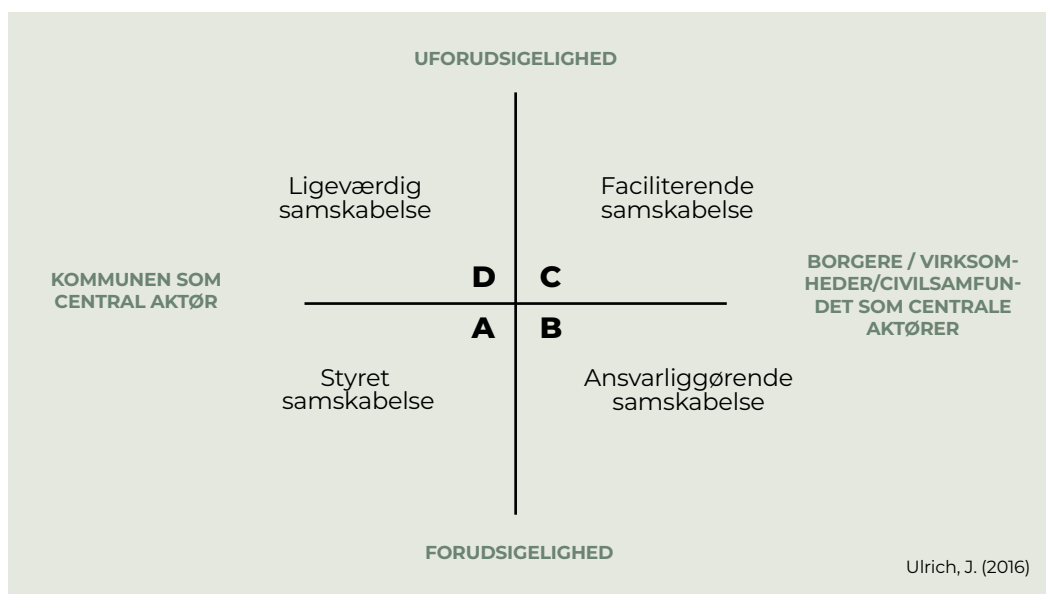 UFORUDSIGELIGHED
Ligeværdig
samskabelse
Faciliterende
samskabelse
KOMMUNEN SOM
CENTRAL AKTØR
D
C
BORGERE / VIRKSOM-
HEDER/CIVILSAMFUN-
DET SOM CENTRALE
AKTØRER
A
B
Styret
samskabelse
Ansvarliggørende
samskabelse
FORUDSIGELIGHED
Ulrich, J. (2016)